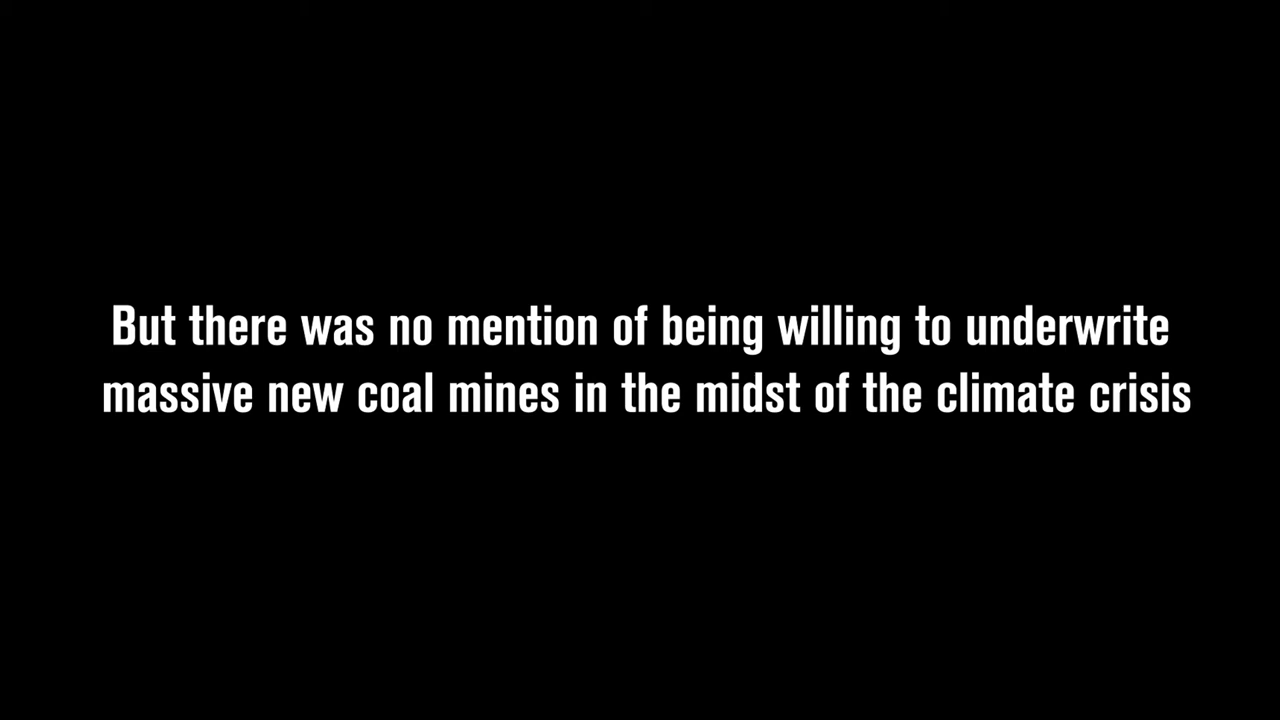 But there was no mention of being willing to underwrite
massive new coal mines in the midst of the climate crisis